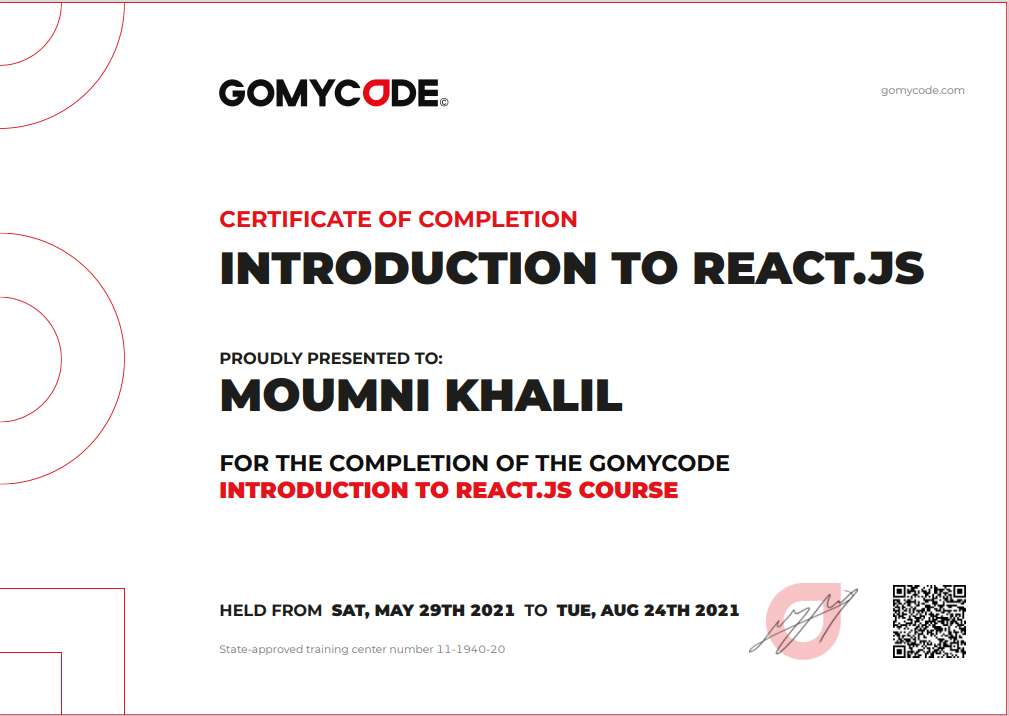 GOMYCODE©
gomycode.com
CERTIFICATE OF COMPLETION
INTRODUCTION TO REACT.JS
PROUDLY PRESENTED TO:
MOUMNI KHALIL
FOR THE COMPLETION OF THE GOMYCODE
INTRODUCTION TO REACT.JS COURSE
HELD FROM SAT, MAY 29TH 2021 TO TUE, AUG 24TH 2021
State-approved training center number 11-1940-20